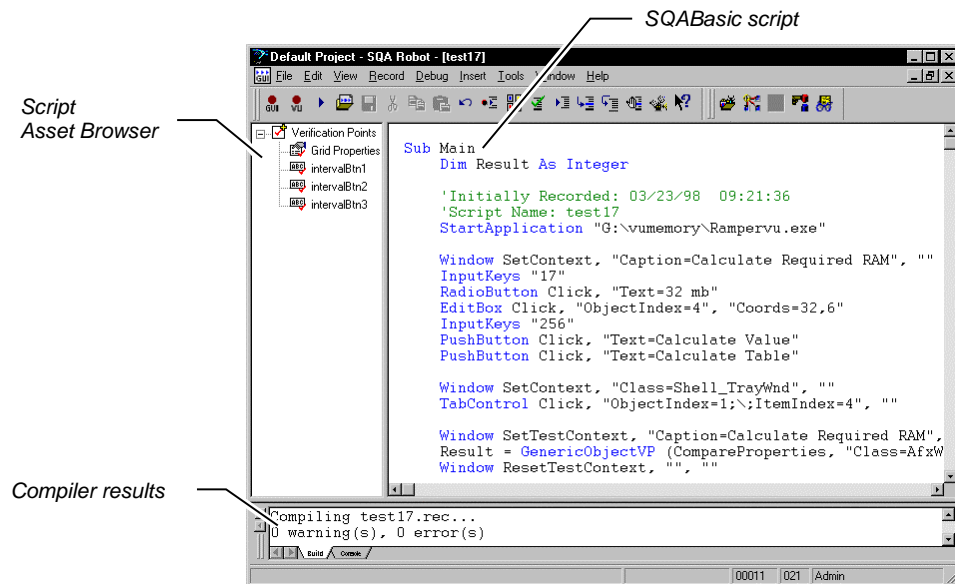 SQABasic script
Default Project - SQA Robot - [test17]
File Edit View Record Debug Insert Tools Window Help
GUI VU
Script
Asset Browser
Verification Points
Grid Properties
intervalBtn1
intervalBtn2
intervalBtn3
Sub Main
Dim Result As Integer
'Initially Recorded: 03/23/98 09:21:36
'Script Name: test17
StartApplication "G:\vumemory\Rampervu.exe"
Window SetContext, "Caption=Calculate Required RAM", ""
InputKeys "17"
RadioButton Click, "Text=32 mb"
EditBox Click, "ObjectIndex=4", "Coords=32,6"
InputKeys "256"
PushButton Click, "Text=Calculate Value"
PushButton Click, "Text=Calculate Table"
Window SetContext, "Class=Shell_TrayWnd", ""
TabControl Click, "ObjectIndex=1;\;ItemIndex=4", ""
Window SetTestContext, "Caption=Calculate Required RAM",
Result = GenericObjectVP (CompareProperties, "Class=AfxW
Window ResetTestContext, "", ""
Compiler results
Compiling test17.rec...
0 warning(s), 0 error(s)
Build Console
00011 021 Admin